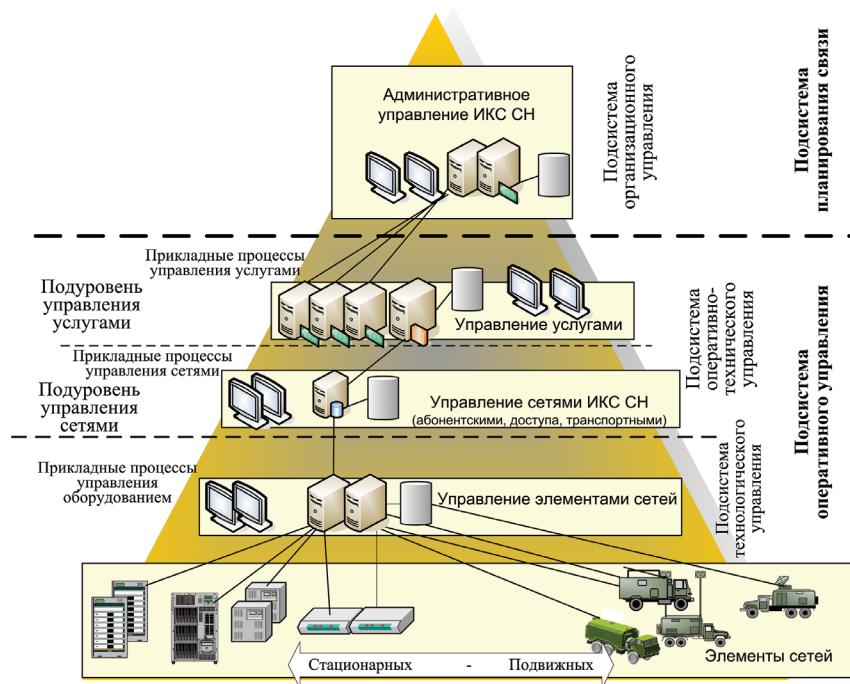 Административное
управление ИКС СН
Подсистема
организационного
управления
Подсистема
планирования связи
Прикладные процессы
управления услугами
Подуровень
управления
услугами
Управление услугами
Прикладные процессы
управления сетями
Подуровень
управления
сетями
Управление сетями ИКС СН
(абонентскими, доступа, транспортными)
Подсистема
оперативно-
технического
управления
Подсистема
оперативного управления
Прикладные процессы
управления
оборудованием
Управление элементами сетей
Подсистема
технологического
управления
Стационарных - Подвижных
Элементы сетей